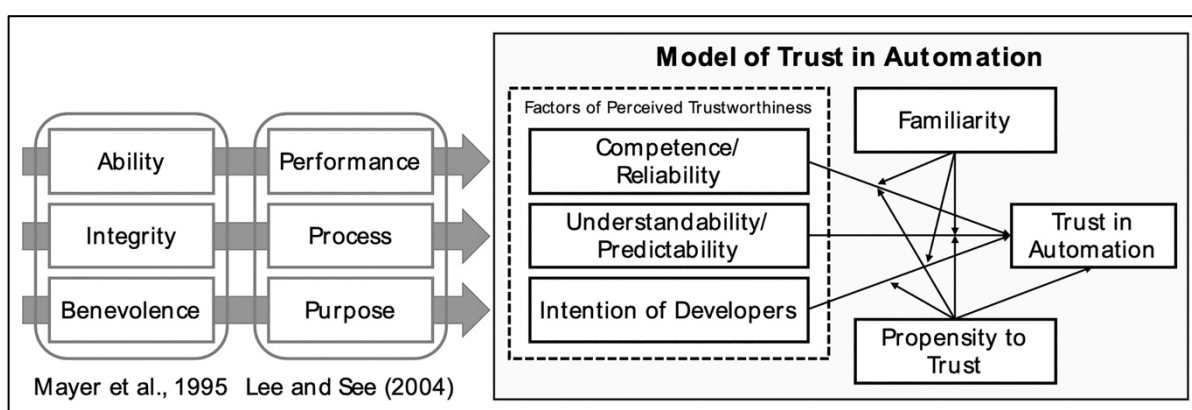 Model of Trust in Automation
Factors of Perceived Trustworthiness
Ability
Performance
Competence/
Reliability
Familiarity
Integrity
Process
Understandability/
Predictability
Trust in
Automation
Benevolence
Purpose
Intention of Developers
Propensity to
Trust
Mayer et al., 1995
Lee and See (2004)